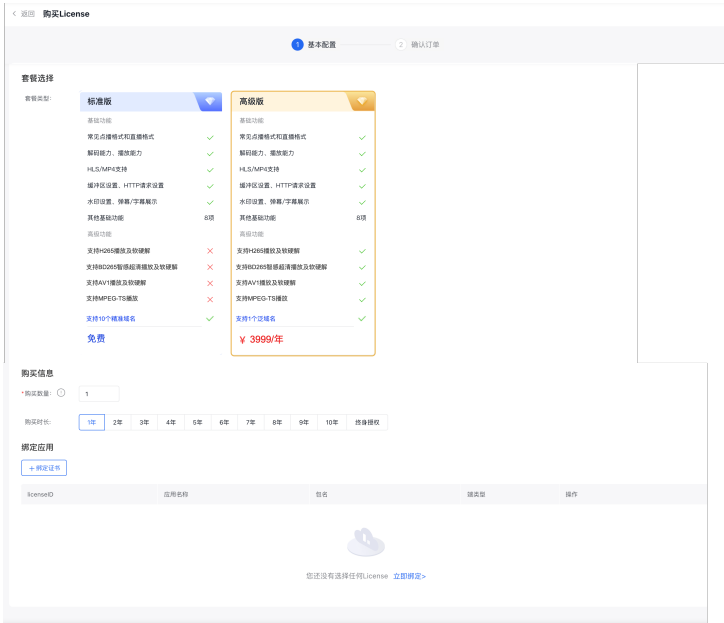 < 返回 购买License
1 基本配置 2 确认订单
套餐选择
套餐类型:
标准版
基础功能
常见点播格式和直播格式
解码能力、播放能力
HLS/MP4支持
缓冲区设置、HTTP请求设置
水印设置、弹幕/字幕展示
其他基础功能 8项
高级功能
支持H265播放及软硬解
支持BD265智感超清播放及软硬解
支持AV1播放及软硬解
支持MPEG-TS播放
支持10个精准域名
免费
高级版
基础功能
常见点播格式和直播格式
解码能力、播放能力
HLS/MP4支持
缓冲区设置、HTTP请求设置
水印设置、弹幕/字幕展示
其他基础功能 8项
高级功能
支持H265播放及软硬解
支持BD265智感超清播放及软硬解
支持AV1播放及软硬解
支持MPEG-TS播放
支持1个泛域名
¥ 3999/年
购买信息
*购买数量: 1
购买时长: 1年 2年 3年 4年 5年 6年 7年 8年 9年 10年 终身授权
绑定应用
+ 绑定证书
licenseID 应用名称 包名 端类型 操作
您还没有选择任何License 立即绑定>